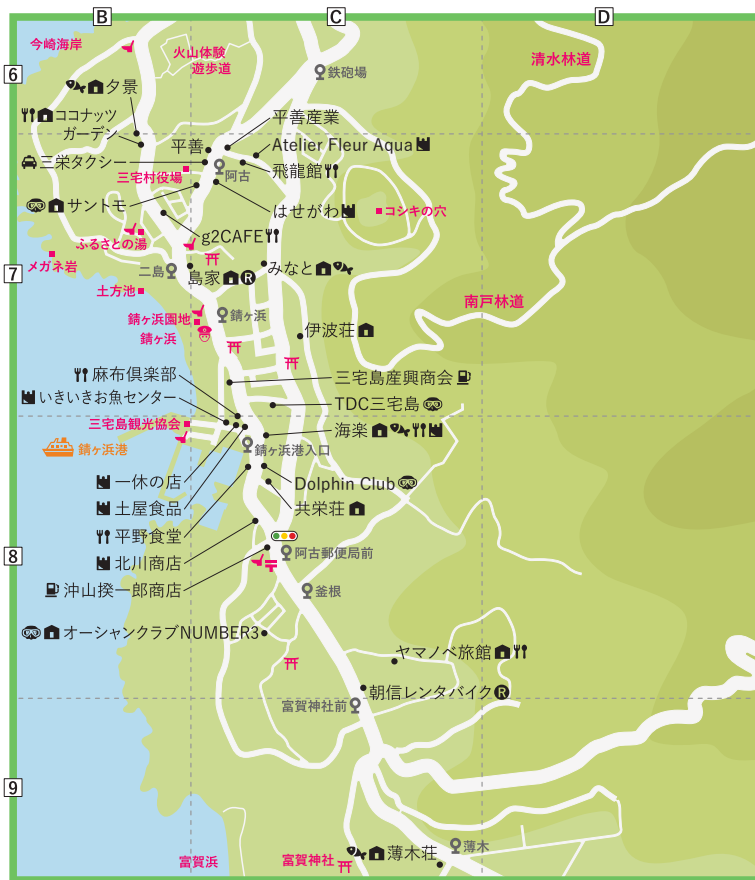 B
C
D
6
今崎海岸
火山体験
遊歩道
鉄砲場
清水林道
夕景
ココナッツ
ガーデン
平善産業
平善
Atelier Fleur Aqua
三栄タクシー
阿古
飛龍館
三宅村役場
サントモ
はせがわ
コシキの穴
g2CAFE
ふるさとの湯
7
メガネ岩
二島
島家
R
みなと
土方池
南戸林道
錆ヶ浜園地
錆ヶ浜
錆ヶ浜
伊波荘
麻布倶楽部
三宅島産興商会
いきいきお魚センター
TDC三宅島
三宅島観光協会
海楽
錆ヶ浜港
錆ヶ浜港入口
一休の店
Dolphin Club
土屋食品
共栄荘
平野食堂
8
阿古郵便局前
北川商店
沖山揆一郎商店
釜根
オーシャンクラブNUMBER3
ヤマノベ旅館
朝信レンタバイク
R
富賀神社前
9
富賀浜
富賀神社
薄木荘
薄木